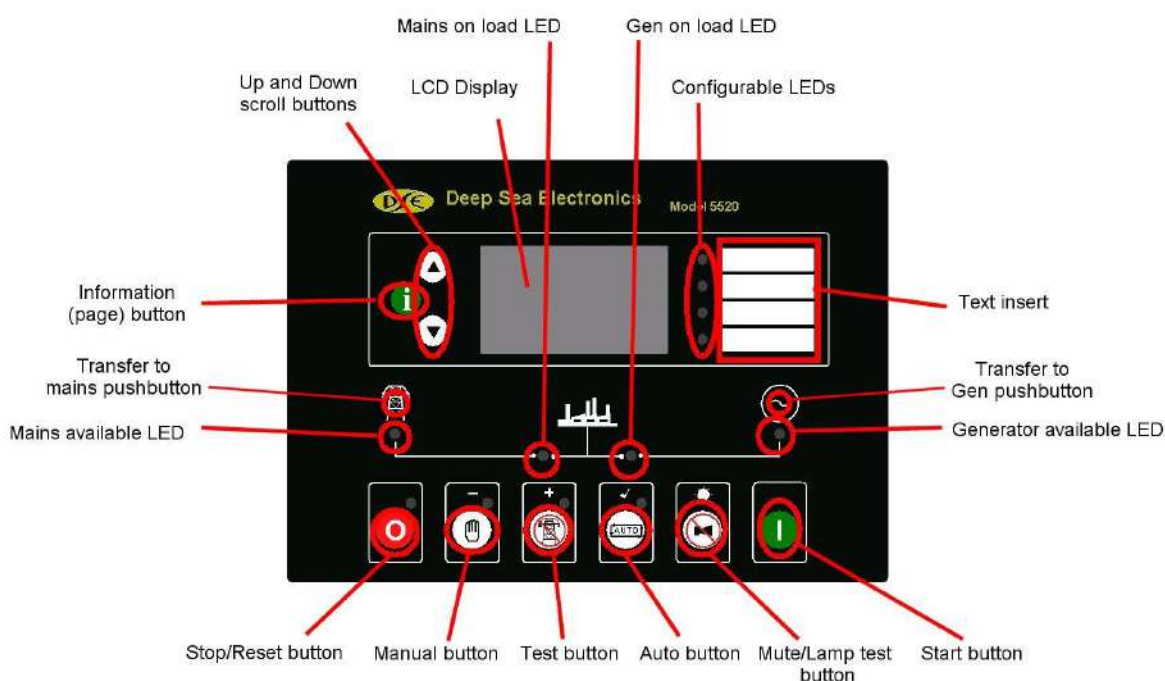 Mains on load LED
Gen on load LED
Up and Down
scroll buttons
LCD Display
Configurable LEDs
DSE
Deep Sea Electronics
Model 5520
i
Information
(page) button
Text insert
Transfer to
mains pushbutton
Transfer to
Gen pushbutton
Mains available LED
Generator available LED
− + ✓
O
AUTO
I
Stop/Reset button
Manual button
Test button
Auto button
Mute/Lamp test
button
Start button